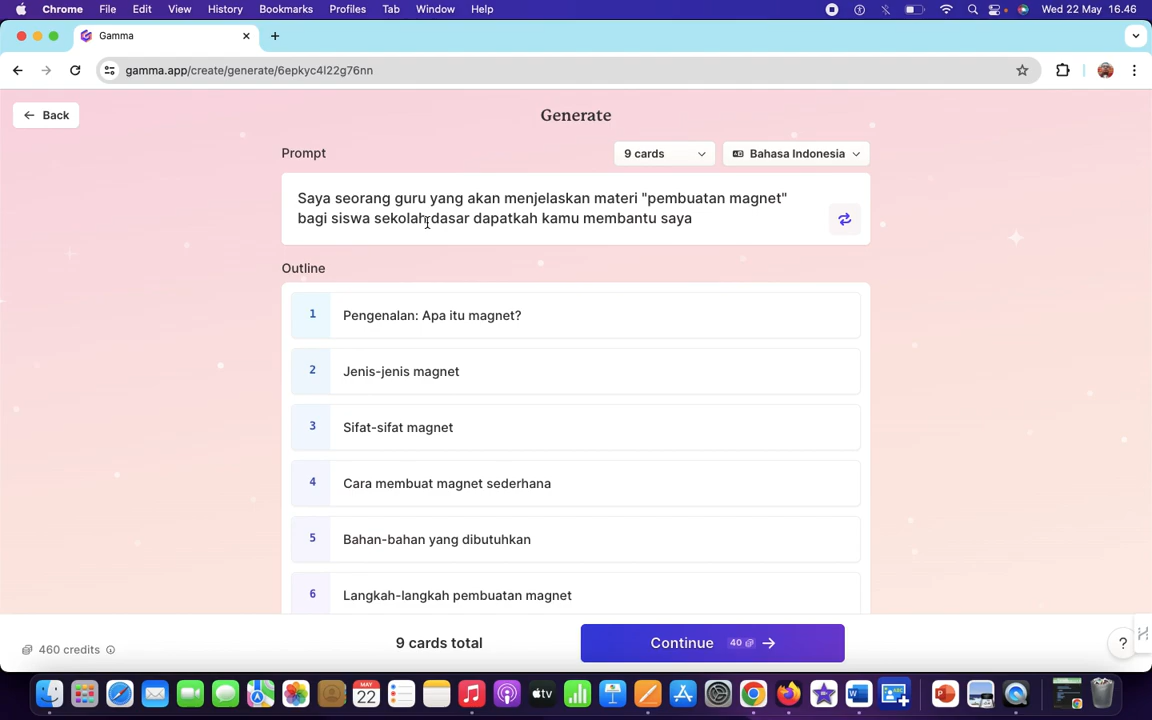 Chrome File Edit View History Bookmarks Profiles Tab Window Help Wed 22 May 16.46
Gamma
gamma.app/create/generate/6epkyc4l22g76nn
Back
Generate
Prompt
9 cards
Bahasa Indonesia
Saya seorang guru yang akan menjelaskan materi "pembuatan magnet"
bagi siswa sekolah dasar dapatkah kamu membantu saya
Outline
1 Pengenalan: Apa itu magnet?
2 Jenis-jenis magnet
3 Sifat-sifat magnet
4 Cara membuat magnet sederhana
5 Bahan-bahan yang dibutuhkan
6 Langkah-langkah pembuatan magnet
460 credits
9 cards total
Continue 40
?
MAY
22
tv